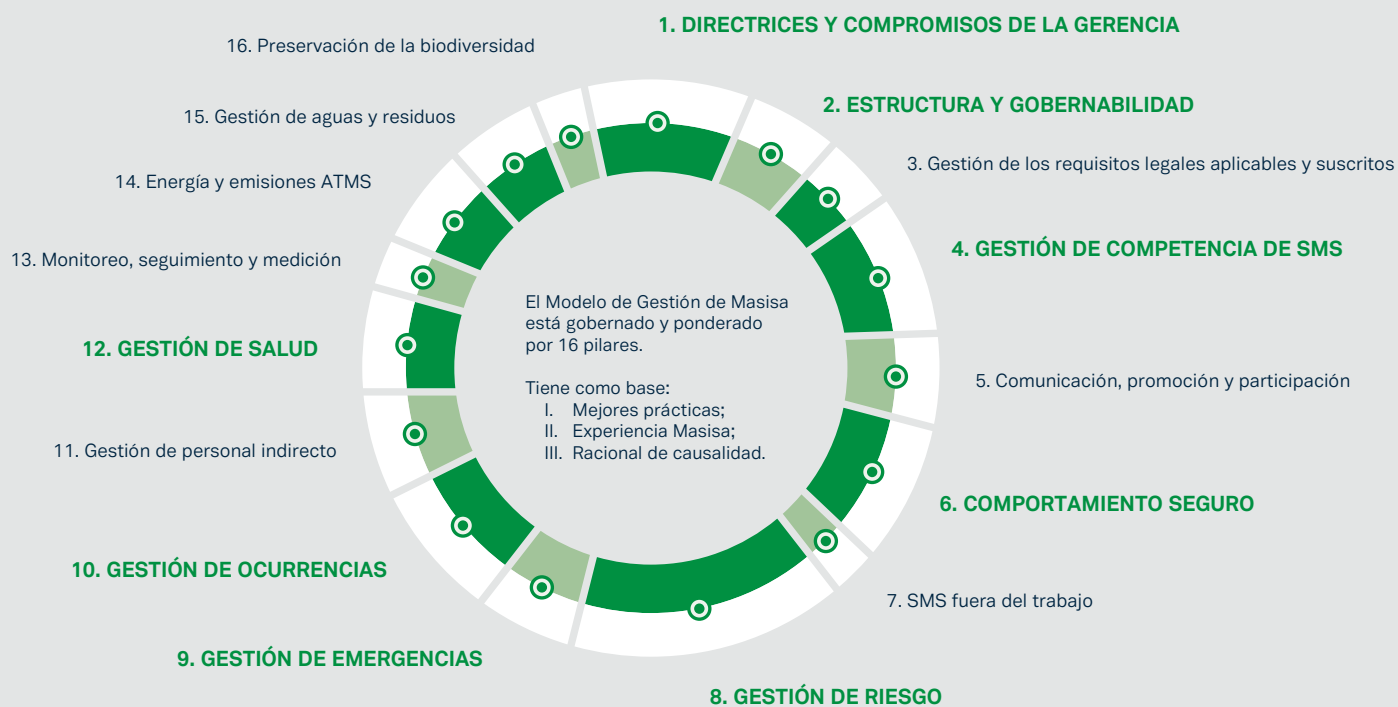 1. DIRECTRICES Y COMPROMISOS DE LA GERENCIA
2. ESTRUCTURA Y GOBERNABILIDAD
3. Gestión de los requisitos legales aplicables y suscritos
4. GESTIÓN DE COMPETENCIA DE SMS
5. Comunicación, promoción y participación
6. COMPORTAMIENTO SEGURO
7. SMS fuera del trabajo
8. GESTIÓN DE RIESGO
9. GESTIÓN DE EMERGENCIAS
10. GESTIÓN DE OCURRENCIAS
11. Gestión de personal indirecto
12. GESTIÓN DE SALUD
13. Monitoreo, seguimiento y medición
14. Energía y emisiones ATMS
15. Gestión de aguas y residuos
16. Preservación de la biodiversidad
El Modelo de Gestión de Masisa
está gobernado y ponderado
por 16 pilares.
Tiene como base:
I. Mejores prácticas;
II. Experiencia Masisa;
III. Racional de causalidad.